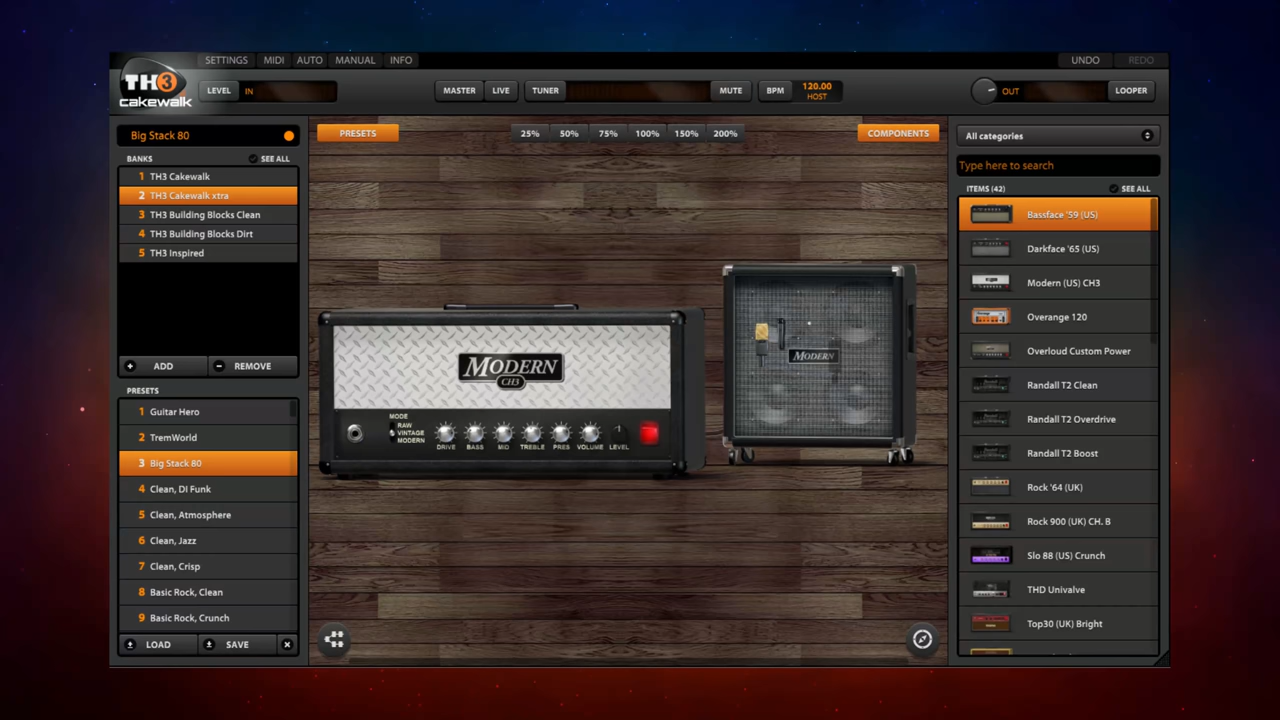 SETTINGS MIDI AUTO MANUAL INFO UNDO REDO
TH3
cakewalk
LEVEL IN MASTER LIVE TUNER MUTE BPM 120.00
HOST
OUT LOOPER
Big Stack 80
BANKS SEE ALL
1 TH3 Cakewalk
2 TH3 Cakewalk xtra
3 TH3 Building Blocks Clean
4 TH3 Building Blocks Dirt
5 TH3 Inspired
ADD REMOVE
PRESETS
1 Guitar Hero
2 TremWorld
3 Big Stack 80
4 Clean, DI Funk
5 Clean, Atmosphere
6 Clean, Jazz
7 Clean, Crisp
8 Basic Rock, Clean
9 Basic Rock, Crunch
LOAD SAVE
PRESETS 25% 50% 75% 100% 150% 200% COMPONENTS
MODERN
CH3
MODE
RAW
VINTAGE
MODERN
DRIVE BASS MID TREBLE PRES VOLUME LEVEL
MODERN
All categories
Type here to search
ITEMS (42) SEE ALL
Bassface '59 (US)
Darkface '65 (US)
Modern (US) CH3
Overange 120
Overloud Custom Power
Randall T2 Clean
Randall T2 Overdrive
Randall T2 Boost
Rock '64 (UK)
Rock 900 (UK) CH. B
Slo 88 (US) Crunch
THD Univalve
Top30 (UK) Bright